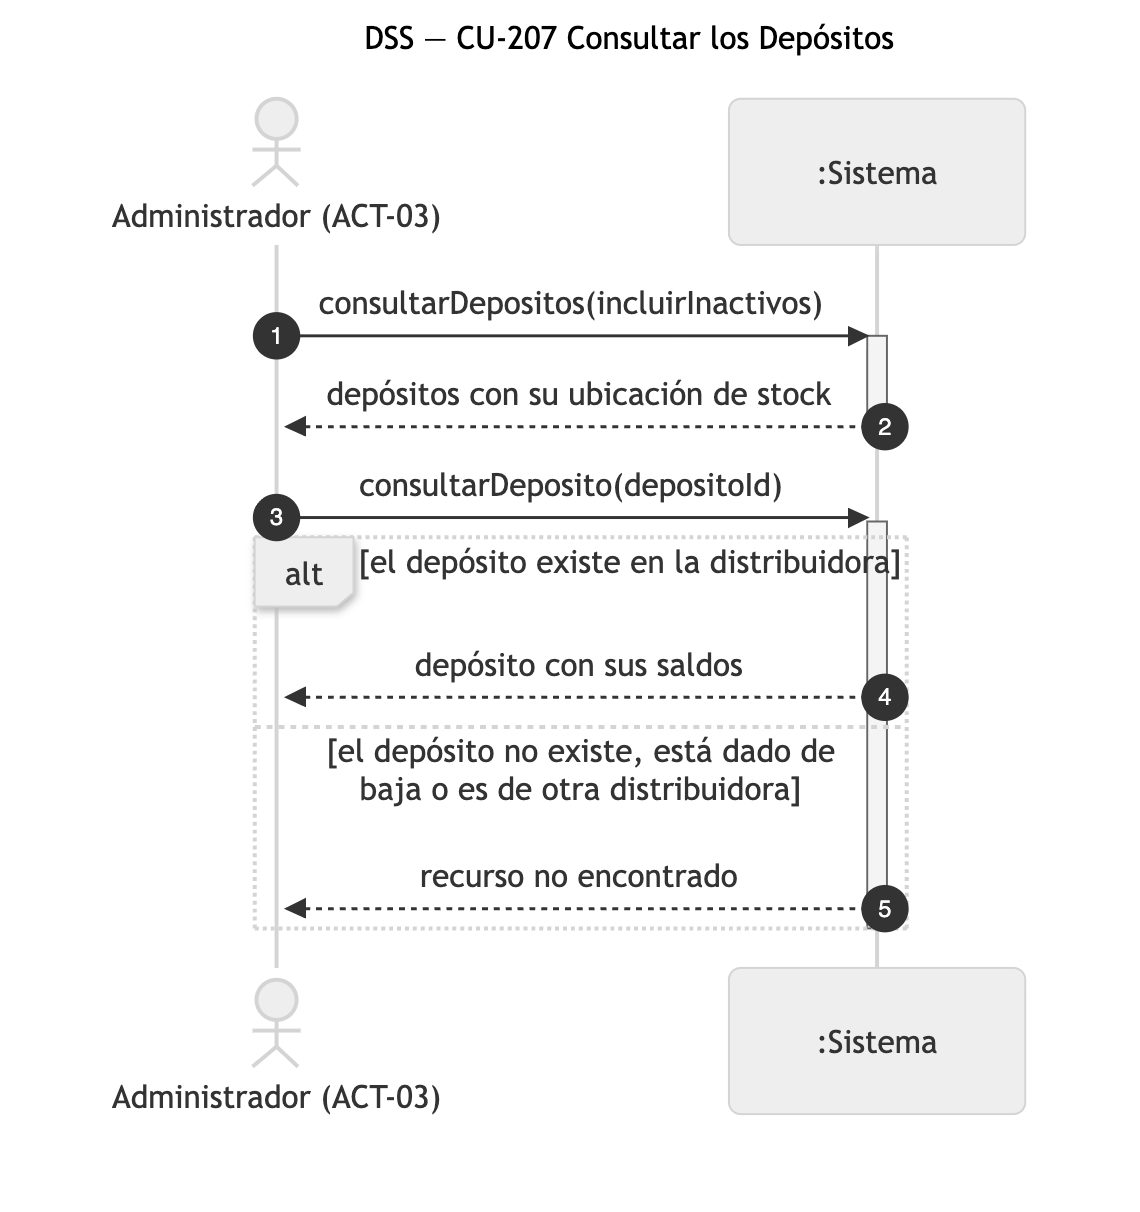 DSS — CU-207 Consultar los Depósitos
Administrador (ACT-03)
:Sistema
consultarDepositos(incluirInactivos)
1
depósitos con su ubicación de stock
2
consultarDeposito(depositoId)
3
alt
[el depósito existe en la distribuidora]
depósito con sus saldos
4
[el depósito no existe, está dado de
baja o es de otra distribuidora]
recurso no encontrado
5
Administrador (ACT-03)
:Sistema